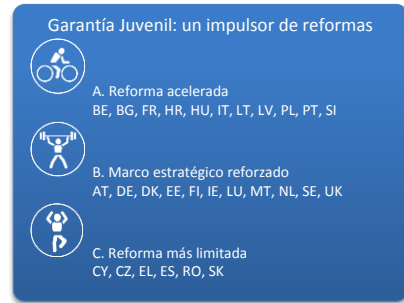 Garantía Juvenil: un impulsor de reformas
A. Reforma acelerada
BE, BG, FR, HR, HU, IT, LT, LV, PL, PT, SI
B. Marco estratégico reforzado
AT, DE, DK, EE, FI, IE, LU, MT, NL, SE, UK
C. Reforma más limitada
CY, CZ, EL, ES, RO, SK